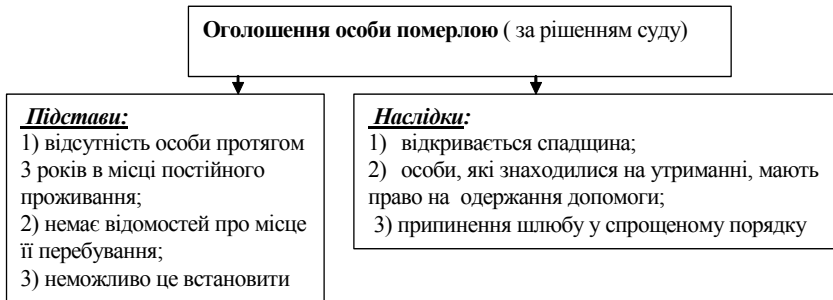 Оголошення особи померлою ( за рішенням суду)
Підстави:
1) відсутність особи протягом
3 років в місці постійного
проживання;
2) немає відомостей про місце
її перебування;
3) неможливо це встановити
Наслідки:
1) відкривається спадщина;
2) особи, які знаходилися на утриманні, мають
право на одержання допомоги;
3) припинення шлюбу у спрощеному порядку